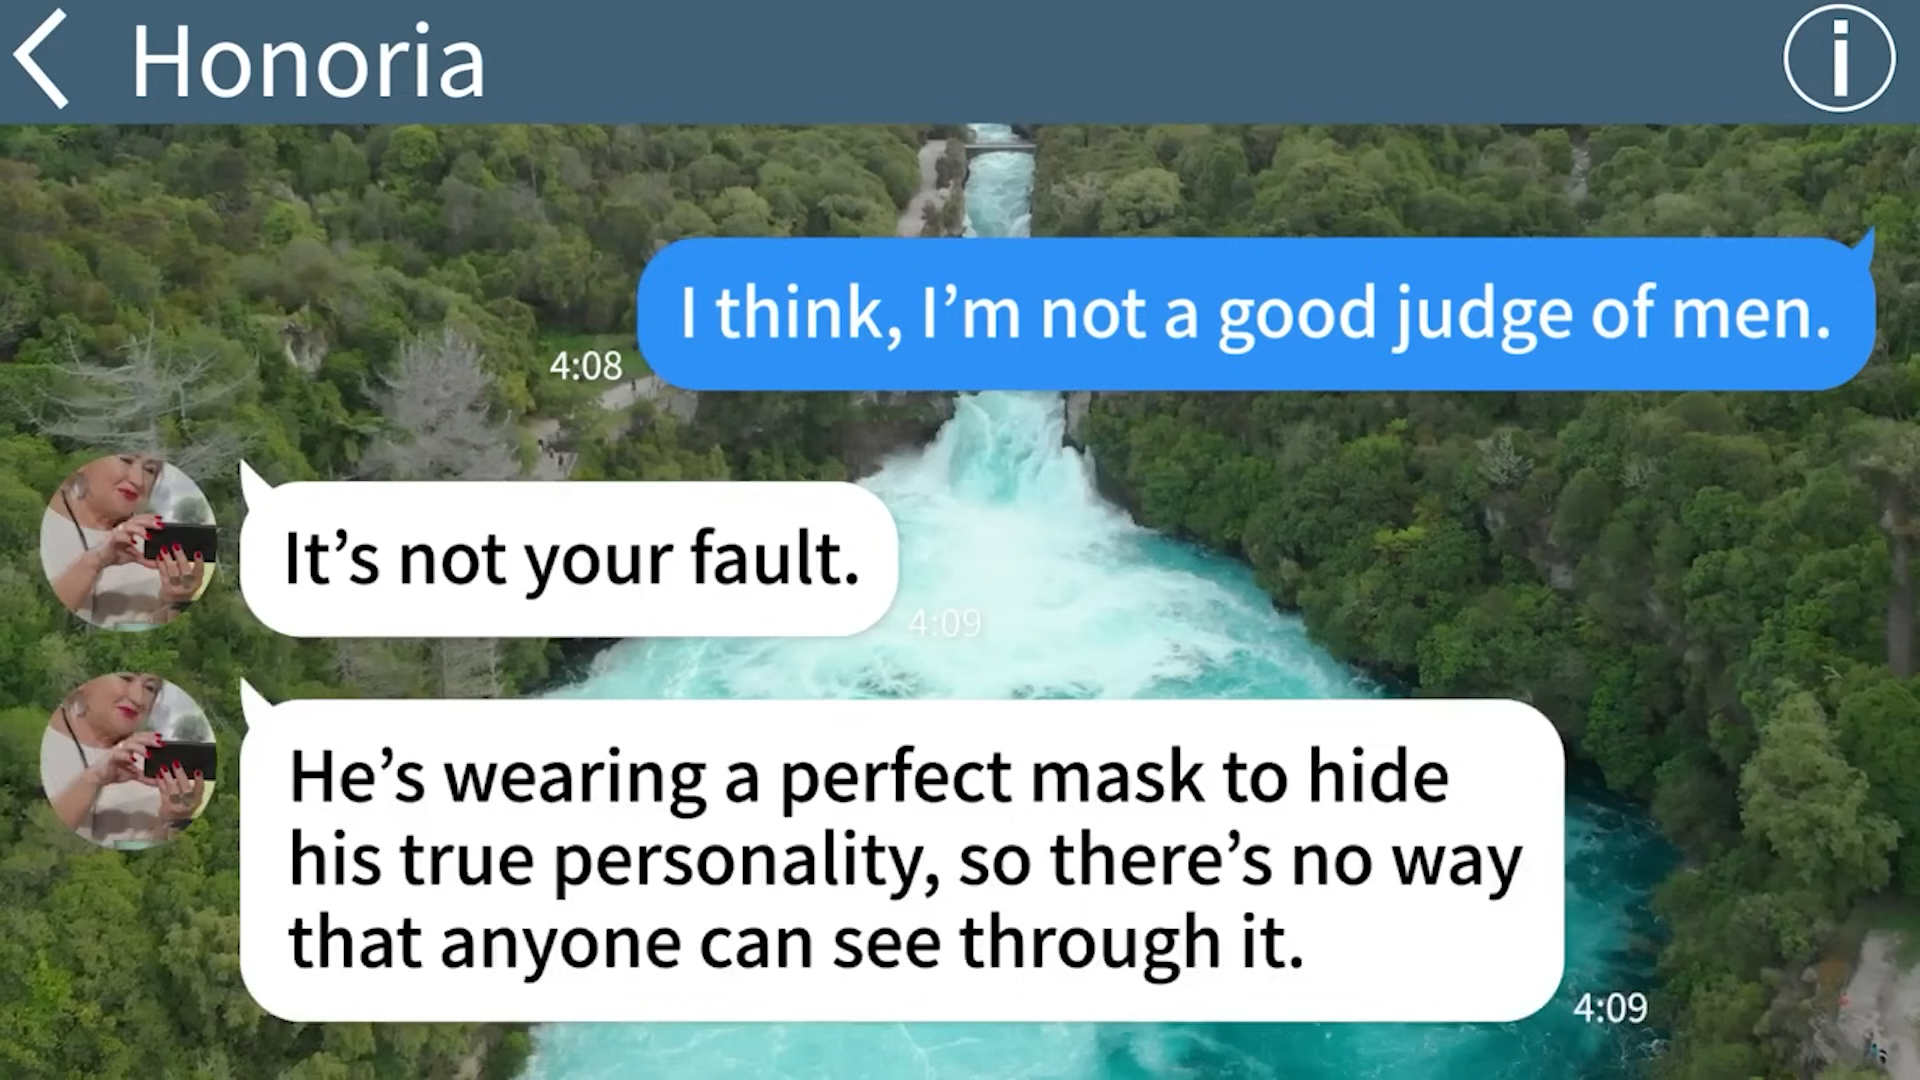 Honoria
i
I think, I’m not a good judge of men.
4:08
It’s not your fault.
4:09
He’s wearing a perfect mask to hide
his true personality, so there’s no way
that anyone can see through it.
4:09